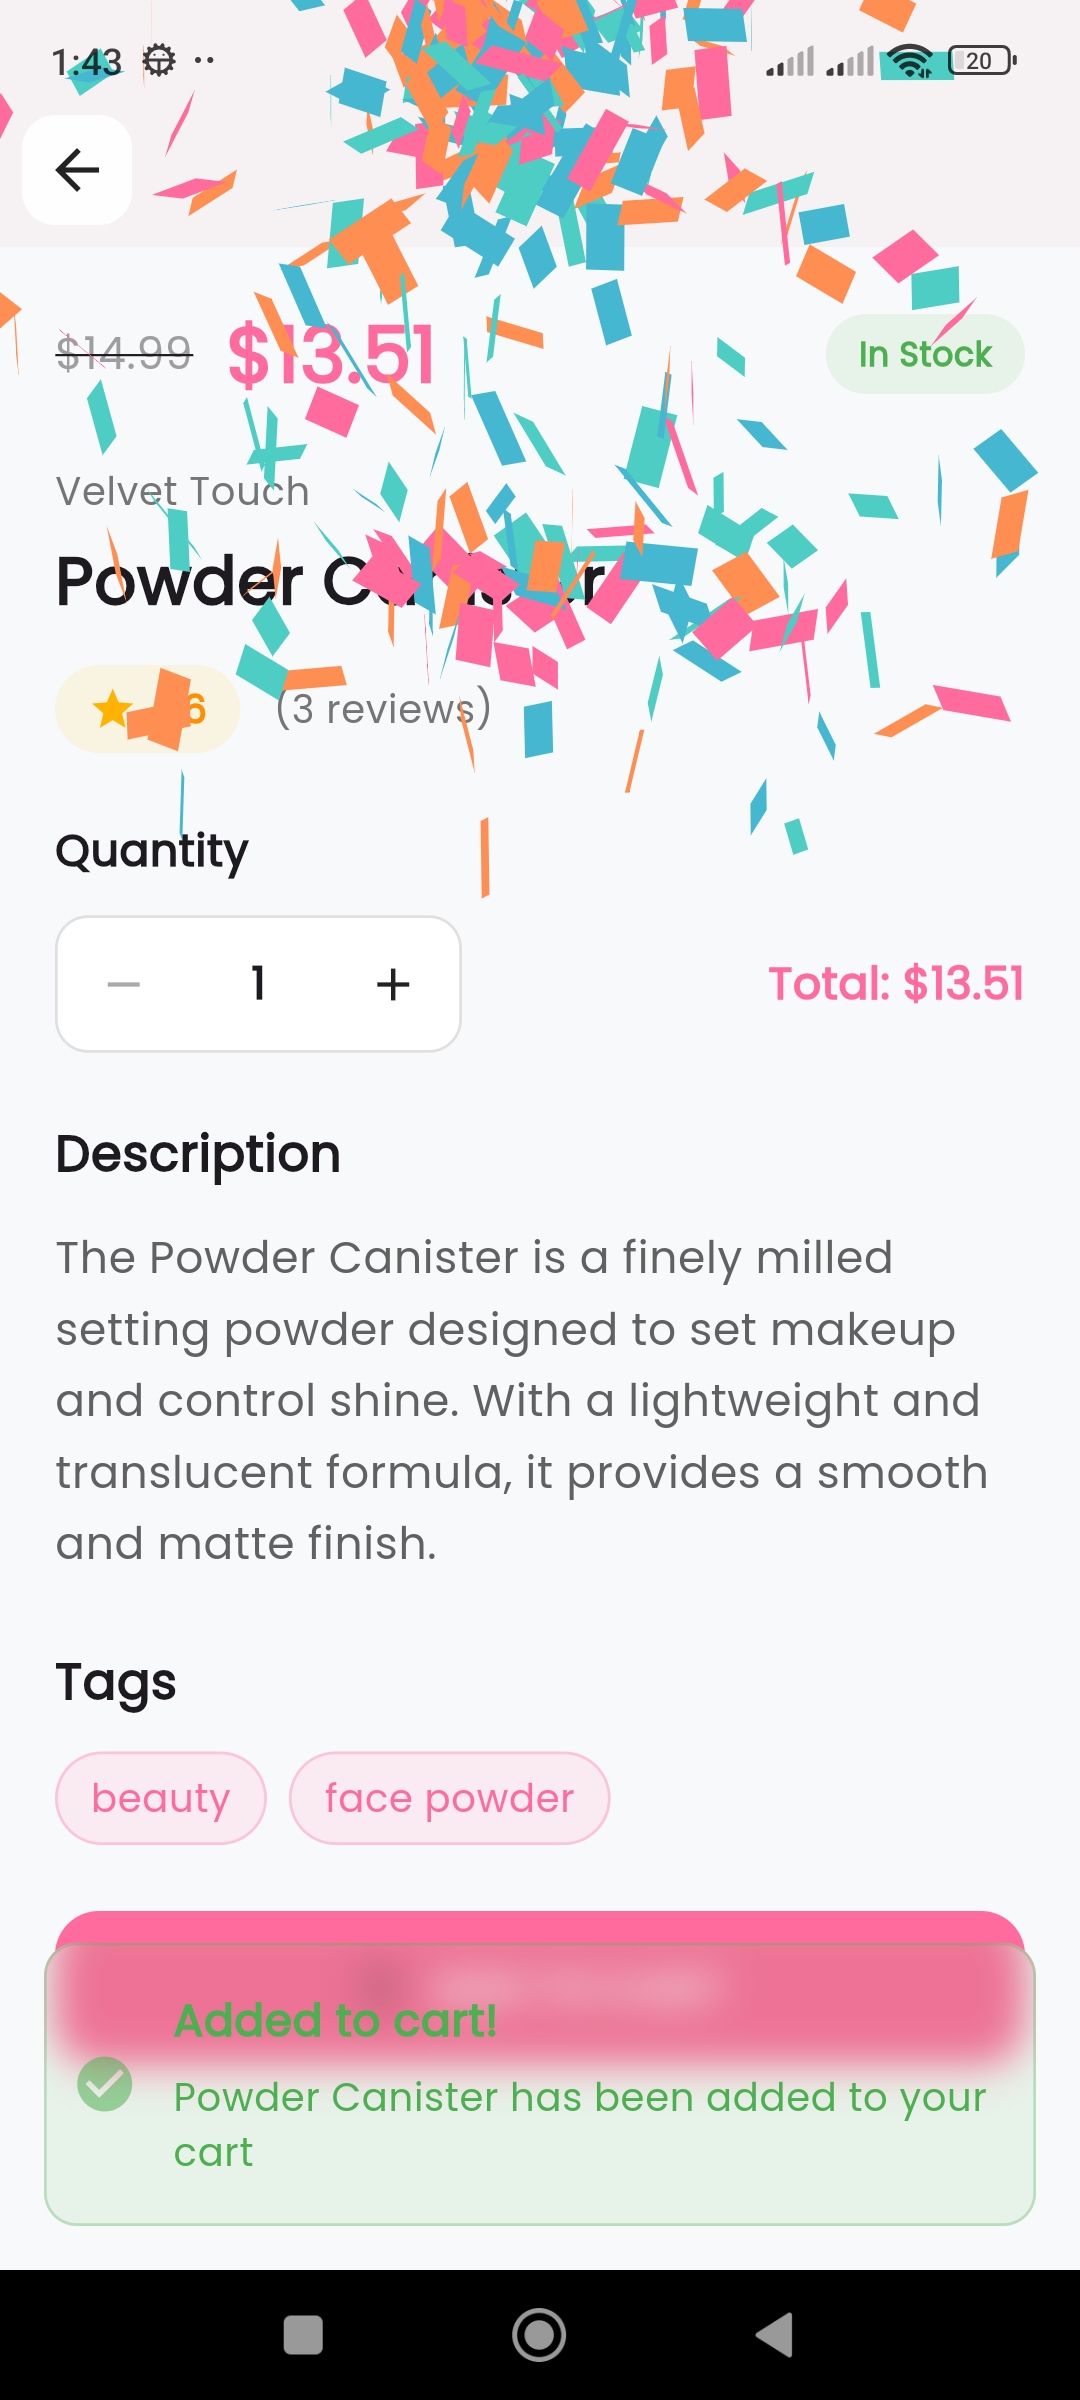 1:43
20
$14.99 $13.51 In Stock
Velvet Touch
Powder Canister
(3 reviews)
Quantity
1
Total: $13.51
Description
The Powder Canister is a finely milled
setting powder designed to set makeup
and control shine. With a lightweight and
translucent formula, it provides a smooth
and matte finish.
Tags
beauty face powder
Added to cart!
Powder Canister has been added to your
cart